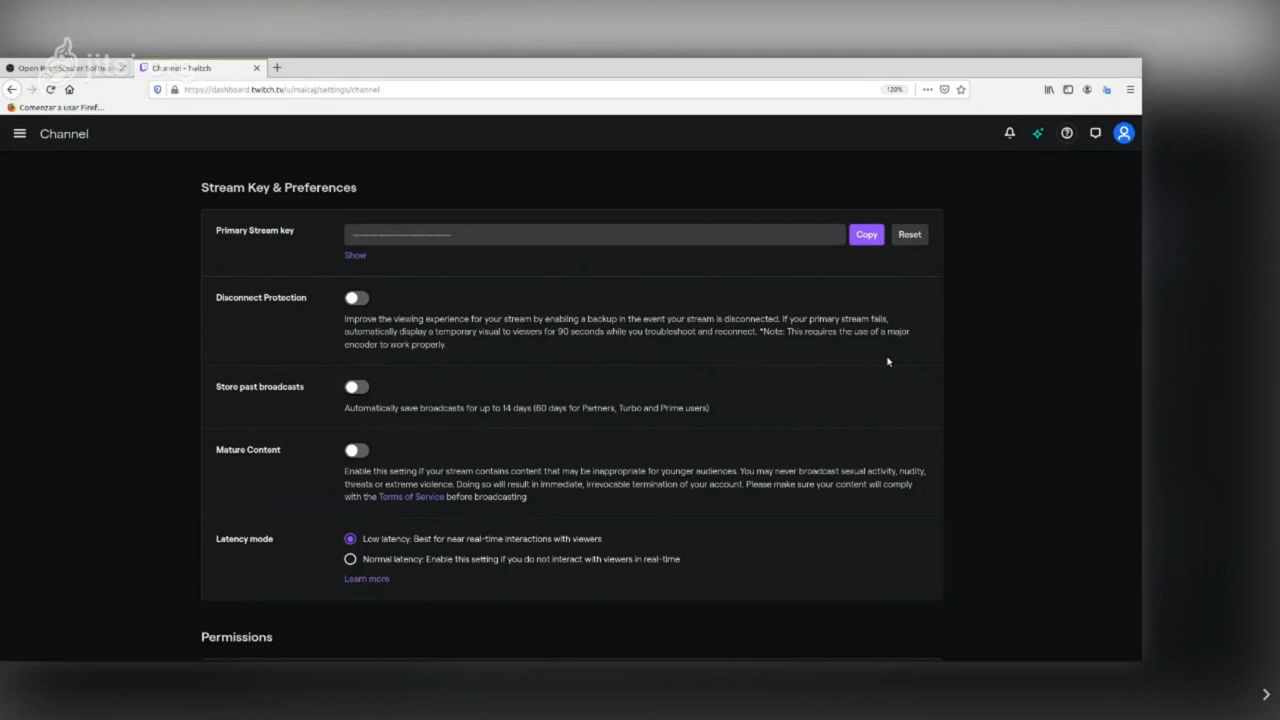 jitsi.org
Open Broadcaster Softwa
Channel - Twitch
https://dashboard.twitch.tv/u/maicaj/settings/channel
120%
Comenzar a usar Firef...
Channel
Stream Key & Preferences
Primary Stream key
Copy
Reset
Show
Disconnect Protection
Improve the viewing experience for your stream by enabling a backup in the event your stream is disconnected. If your primary stream fails,
automatically display a temporary visual to viewers for 90 seconds while you troubleshoot and reconnect. *Note: This requires the use of a major
encoder to work properly.
Store past broadcasts
Automatically save broadcasts for up to 14 days (60 days for Partners, Turbo and Prime users)
Mature Content
Enable this setting if your stream contains content that may be inappropriate for younger audiences. You may never broadcast sexual activity, nudity,
threats or extreme violence. Doing so will result in immediate, irrevocable termination of your account. Please make sure your content will comply
with the Terms of Service before broadcasting
Latency mode
Low latency: Best for near real-time interactions with viewers
Normal latency: Enable this setting if you do not interact with viewers in real-time
Learn more
Permissions